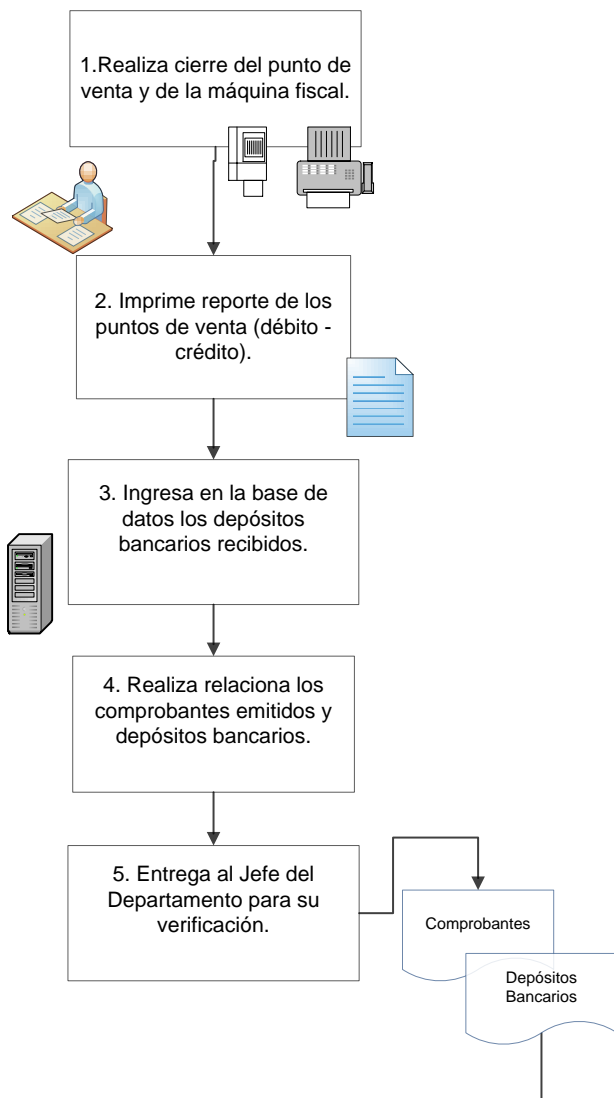 1.Realiza cierre del punto de
venta y de la máquina fiscal.
2. Imprime reporte de los
puntos de venta (débito -
crédito).
3. Ingresa en la base de
datos los depósitos
bancarios recibidos.
4. Realiza relaciona los
comprobantes emitidos y
depósitos bancarios.
5. Entrega al Jefe del
Departamento para su
verificación.
Comprobantes
Depósitos
Bancarios